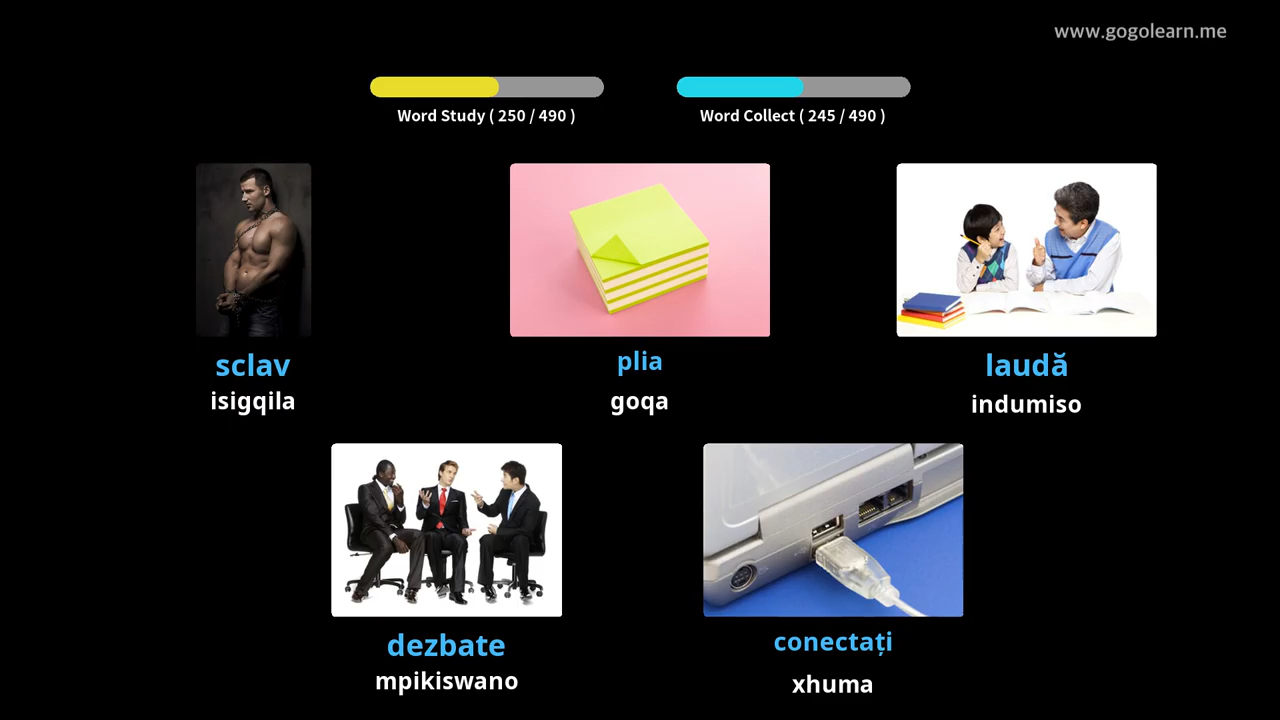 www.gogolearn.me
Word Study ( 250 / 490 )
Word Collect ( 245 / 490 )
sclav
isigqila
plia
goqa
laudă
indumiso
dezbate
mpikiswano
conectați
xhuma